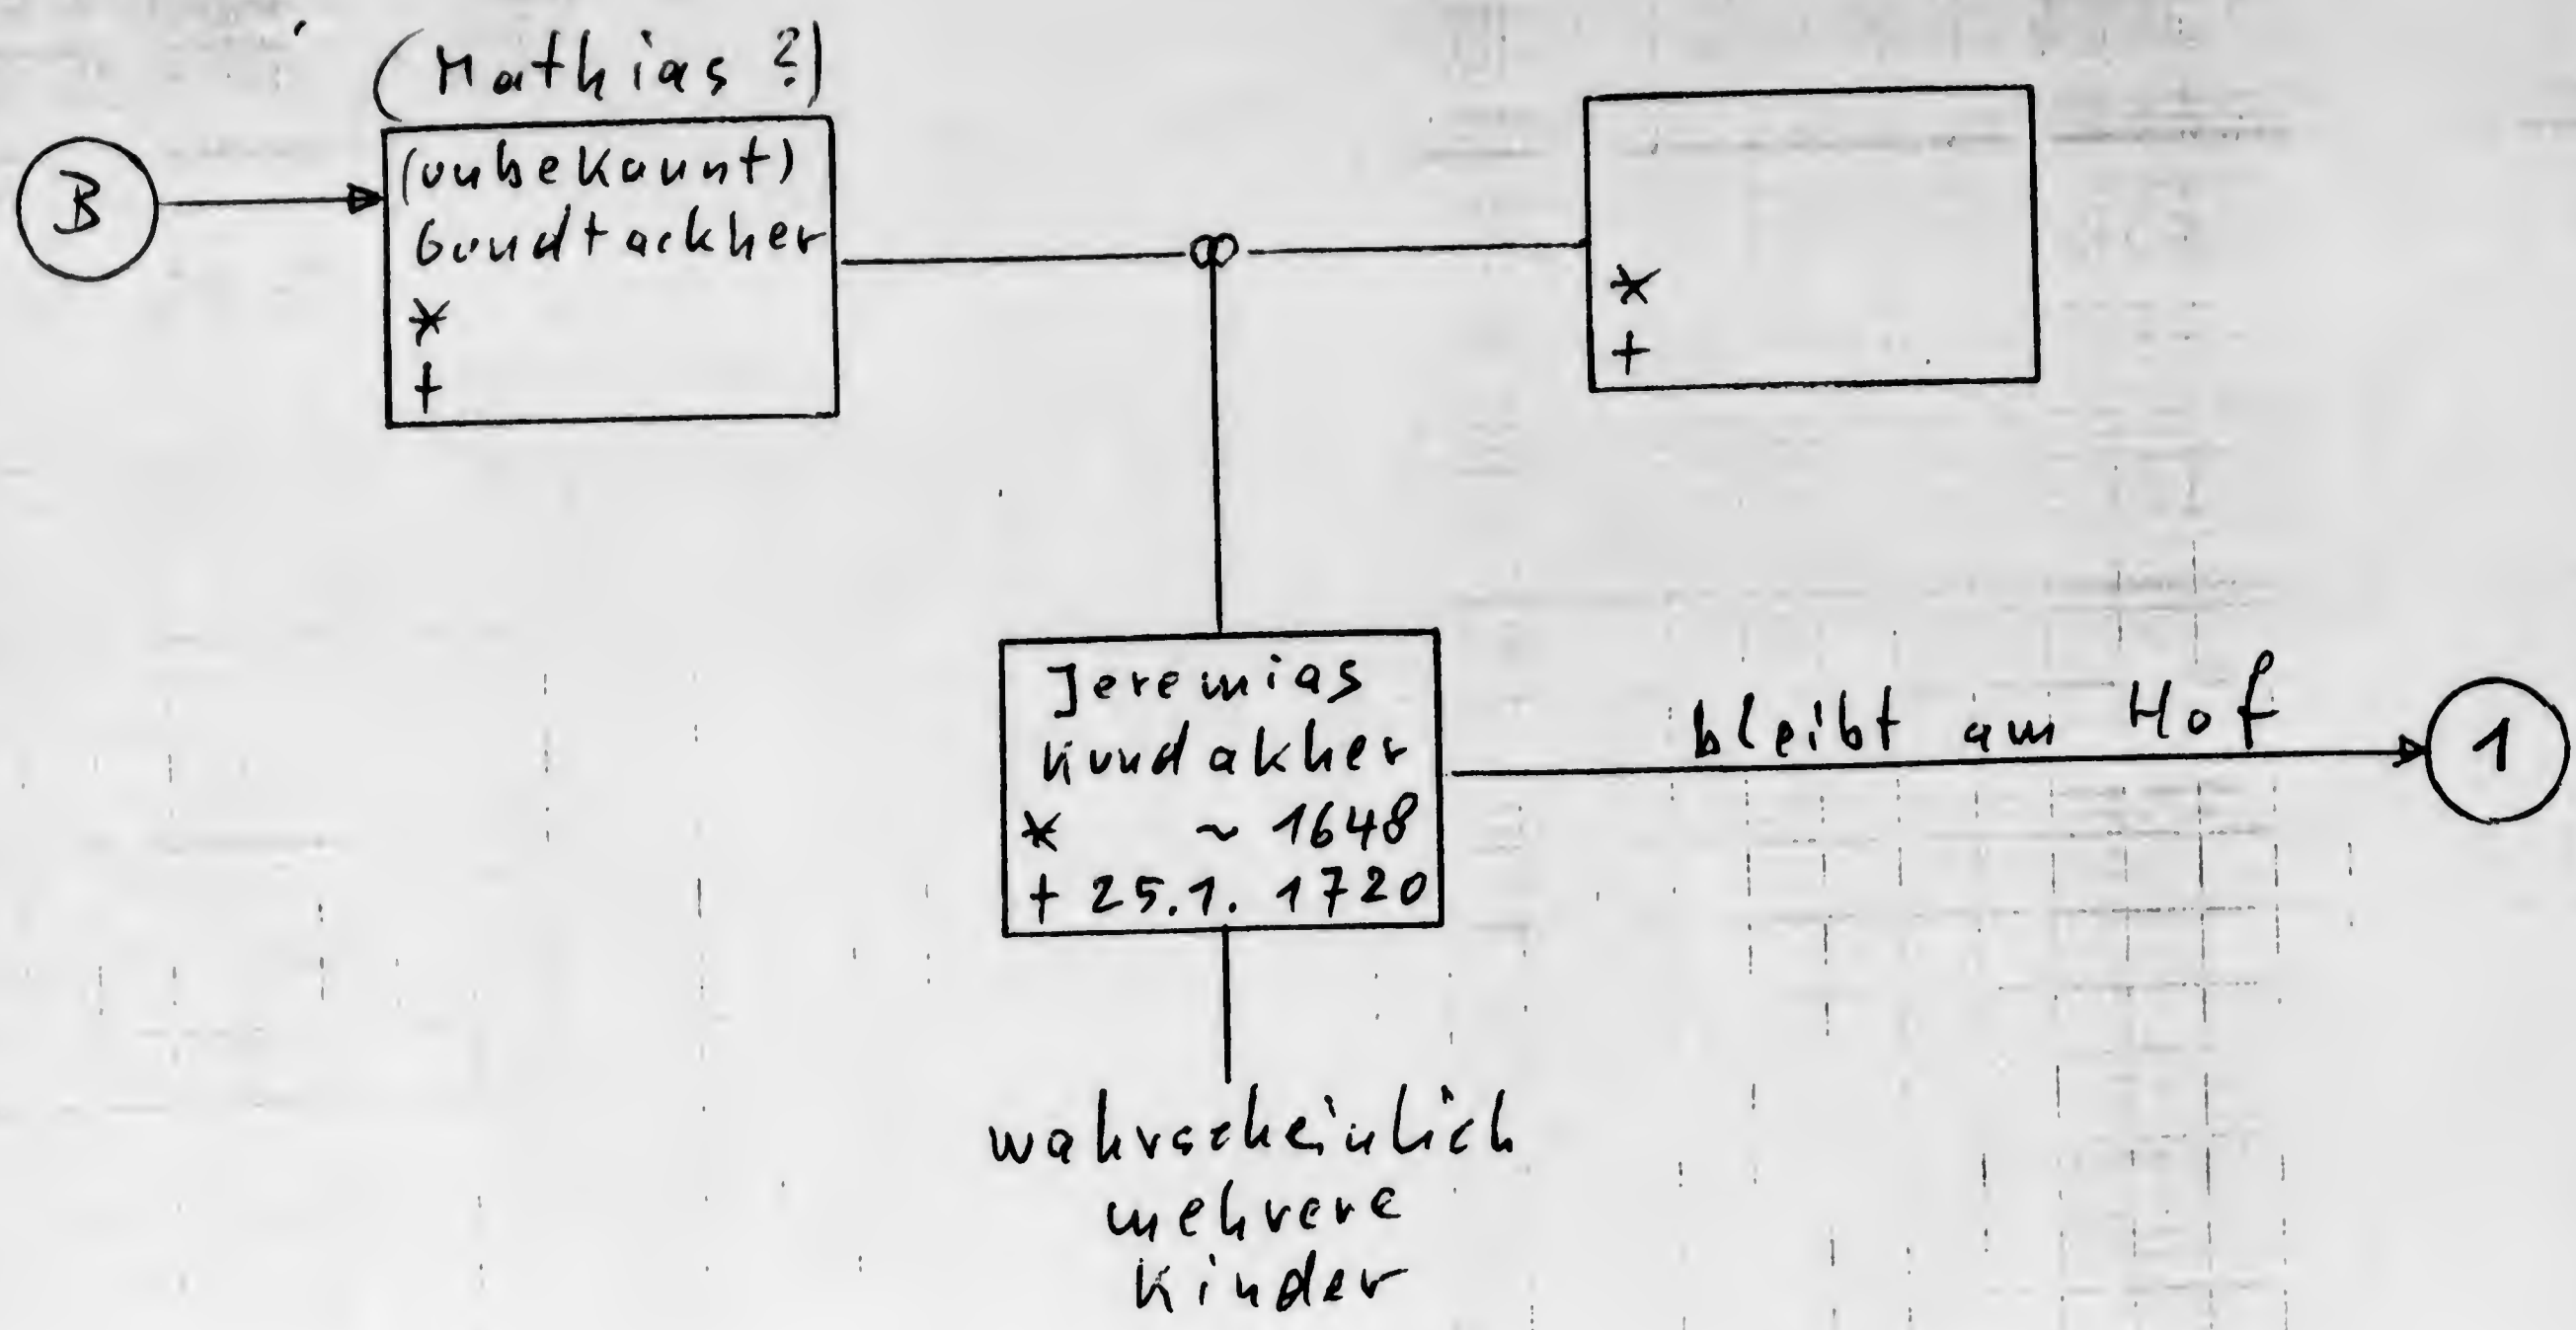 (Mathias ?)
B
(unbekannt)
Gundtackher
*
+
*
+
Jeremias
Kundakher
* ~ 1648
+ 25.1. 1720
bleibt am Hof
1
wahrscheinlich
mehrere
Kinder